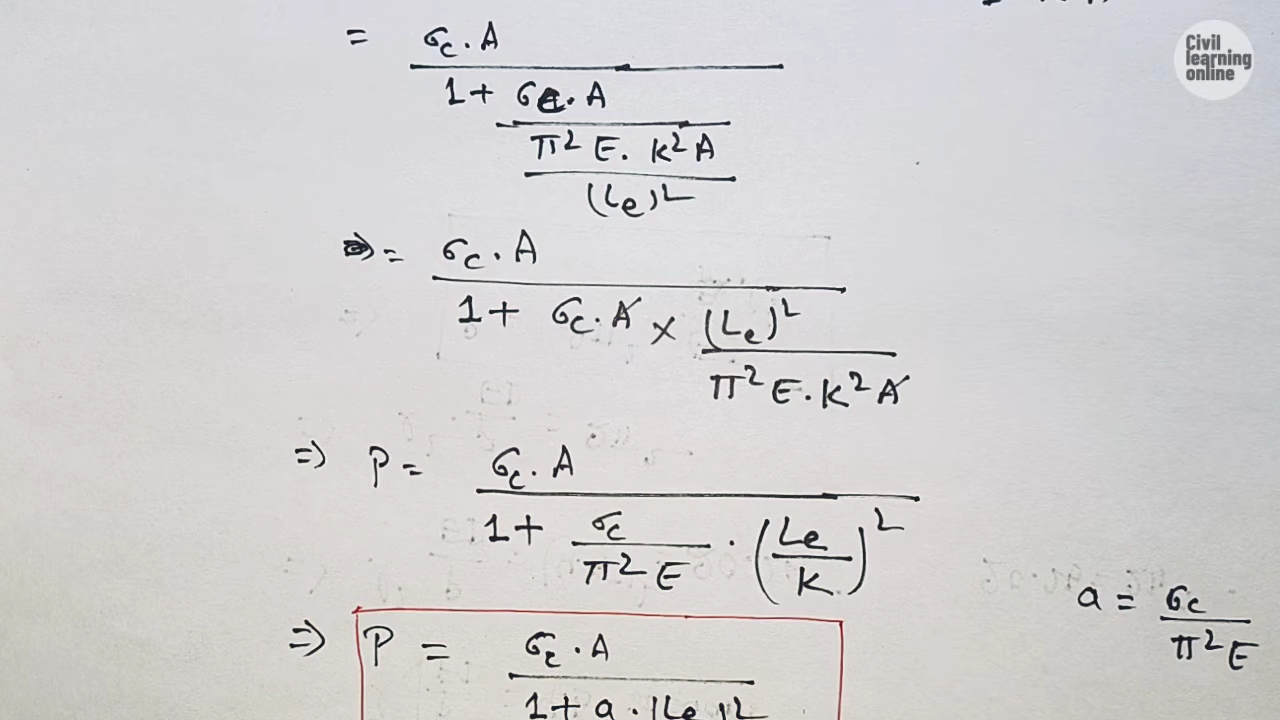 Civil
learning
online
= σc . A
1 + σc . A
π² E . k² A
(Le)²
= σc . A
1 + σc . A × (Le)²
π² E . k² A
⇒ P = σc . A
1 + σc / π² E . (Le / k)²
a = σc / π² E
⇒ P = σc . A
1 + a . (Le )²